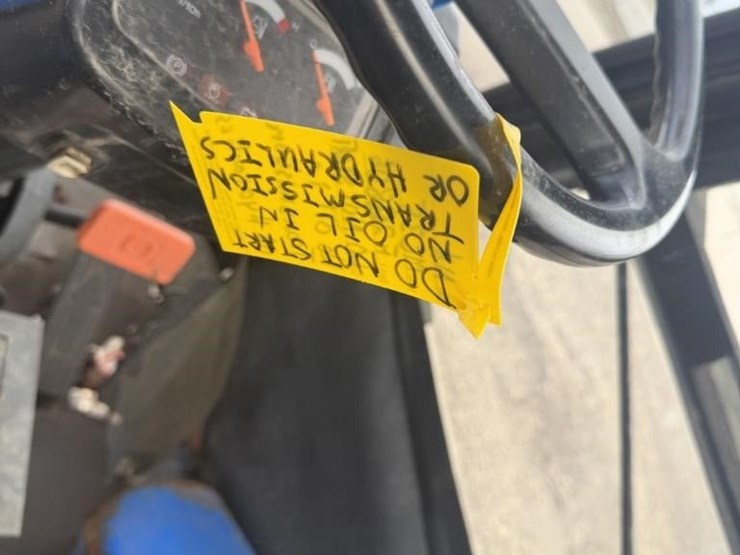 DO NOT START
NO OIL IN
TRANSMISSION
OR HYDRAULICS